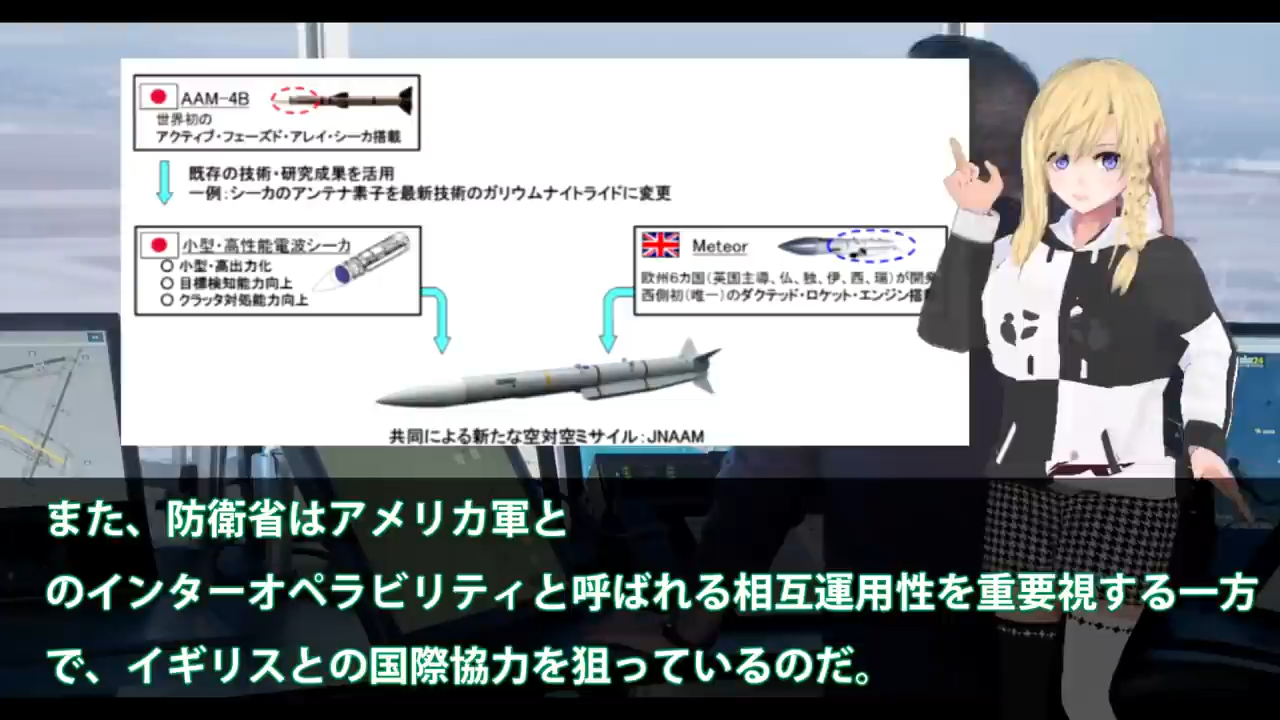 AAM-4B
世界初の
アクティブ・フェーズド・アレイ・シーカ搭載
既存の技術・研究成果を活用
一例：シーカのアンテナ素子を最新技術のガリウムナイトライドに変更
小型・高性能電波シーカ
○ 小型・高出力化
○ 目標検知能力向上
○ クラッタ対処能力向上
Meteor
欧州6カ国（英国主導、仏、独、伊、西、瑞）が開発
西側初（唯一）のダクテッド・ロケット・エンジン搭
共同による新たな空対空ミサイル：JNAAM
また、防衛省はアメリカ軍と
のインターオペラビリティと呼ばれる相互運用性を重要視する一方
で、イギリスとの国際協力を狙っているのだ。